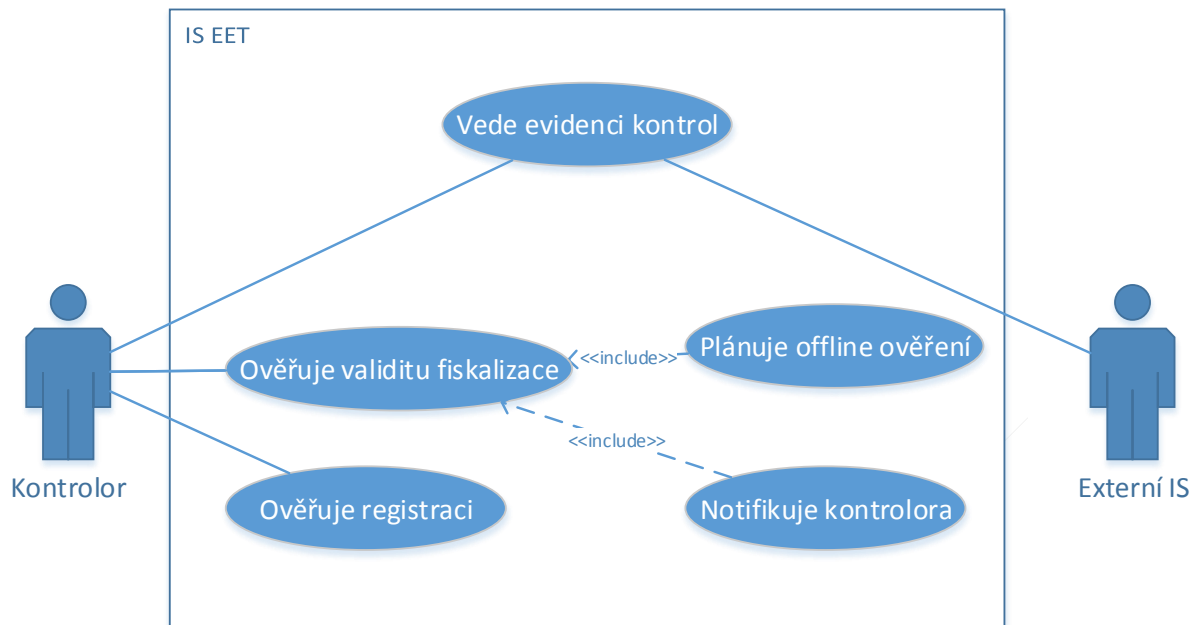 IS EET
Vede evidenci kontrol
Ověřuje validitu fiskalizace
<<include>>
Plánuje offline ověření
<<include>>
Kontrolor
Ověřuje registraci
Notifikuje kontrolora
Externí IS